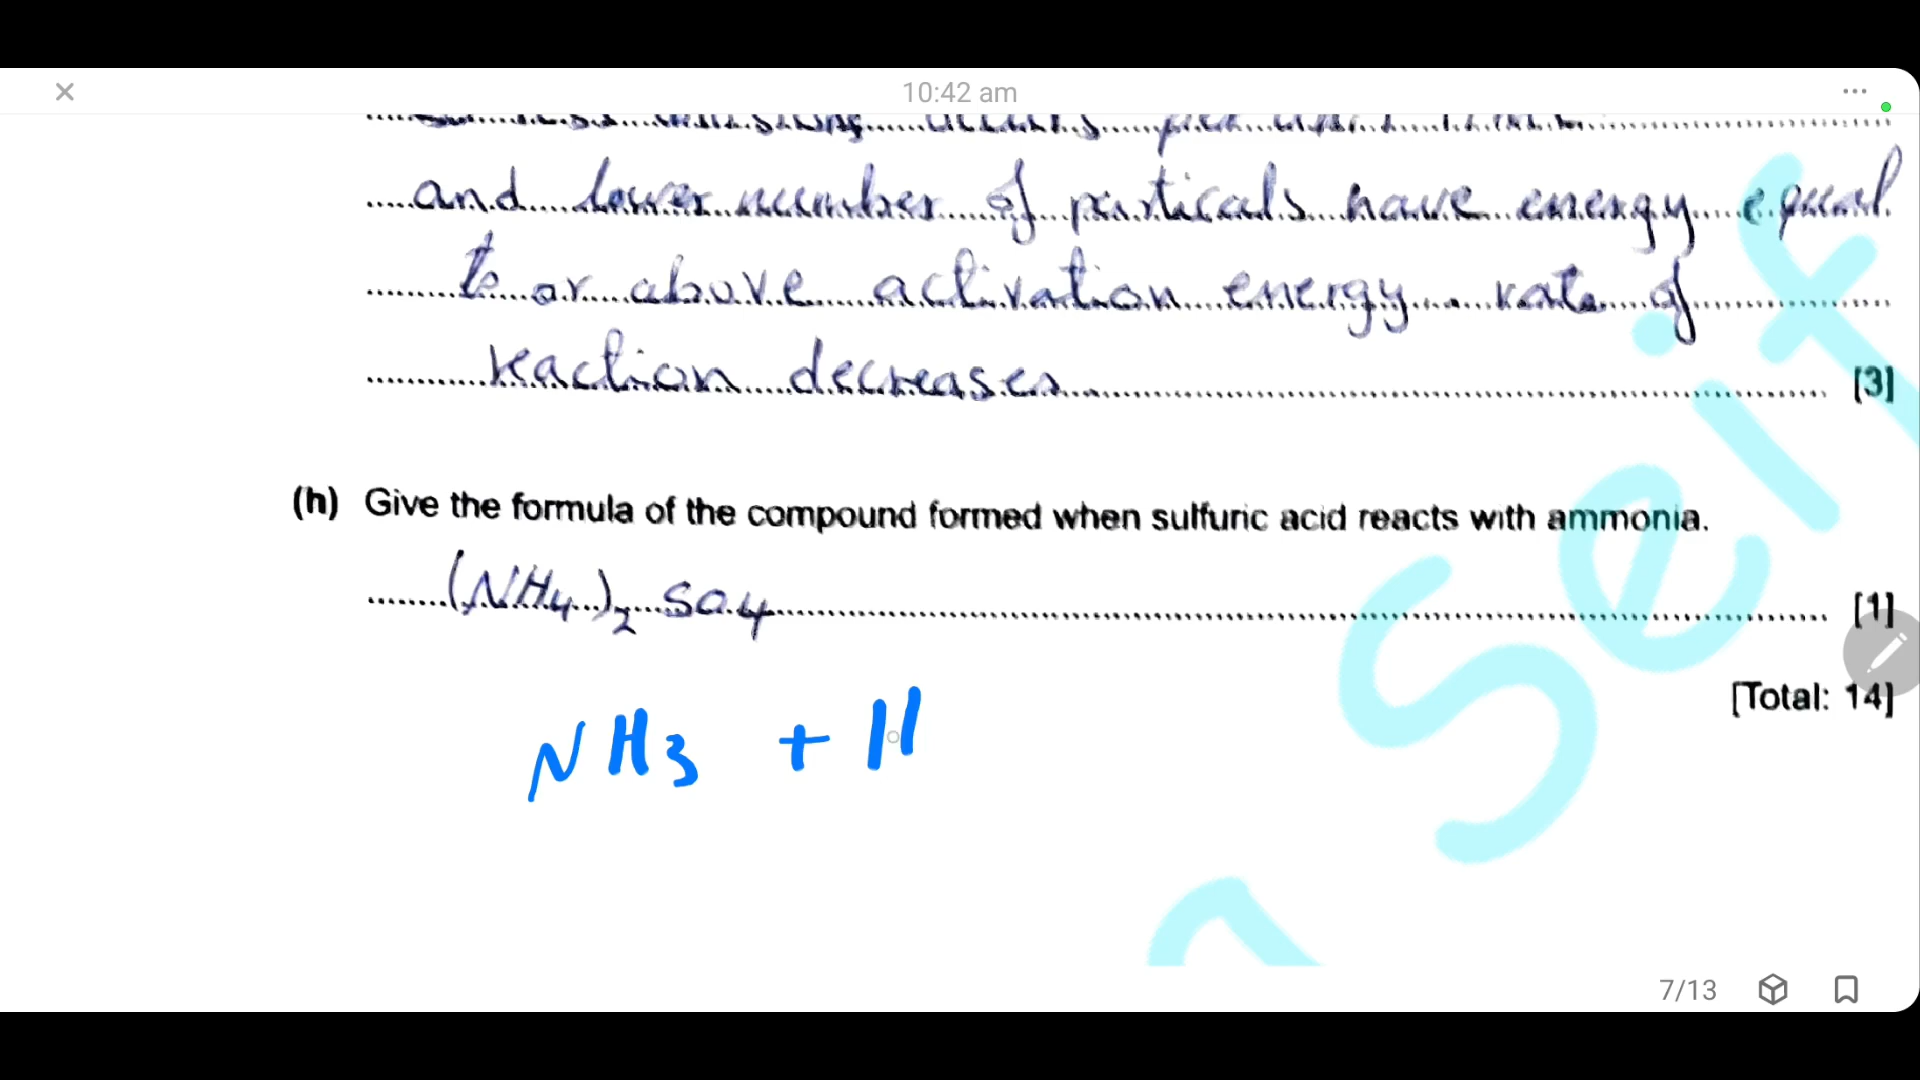 10:42 am
and lower number of particals have energy equal
to or above activation energy. rate of
reaction decreases
[3]
(h) Give the formula of the compound formed when sulfuric acid reacts with ammonia.
(NH4)2 SO4
[1]
[Total: 14]
NH3 + H
Seif
7/13